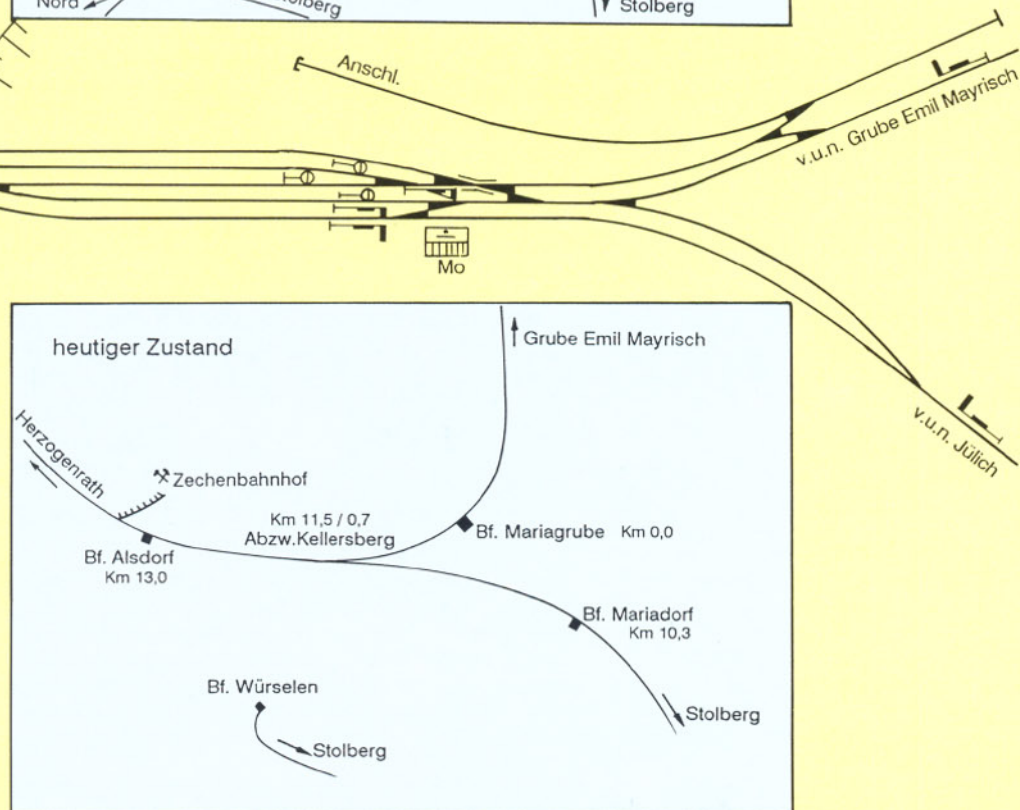 Nord
Stolberg
Anschl.
v.u.n. Grube Emil Mayrisch
Mo
v.u.n. Jülich
heutiger Zustand
Grube Emil Mayrisch
Herzogenrath
Zechenbahnhof
Km 11,5 / 0,7
Abzw.Kellersberg
Bf. Mariagrube Km 0,0
Bf. Alsdorf
Km 13,0
Bf. Mariadorf
Km 10,3
Bf. Würselen
Stolberg
Stolberg